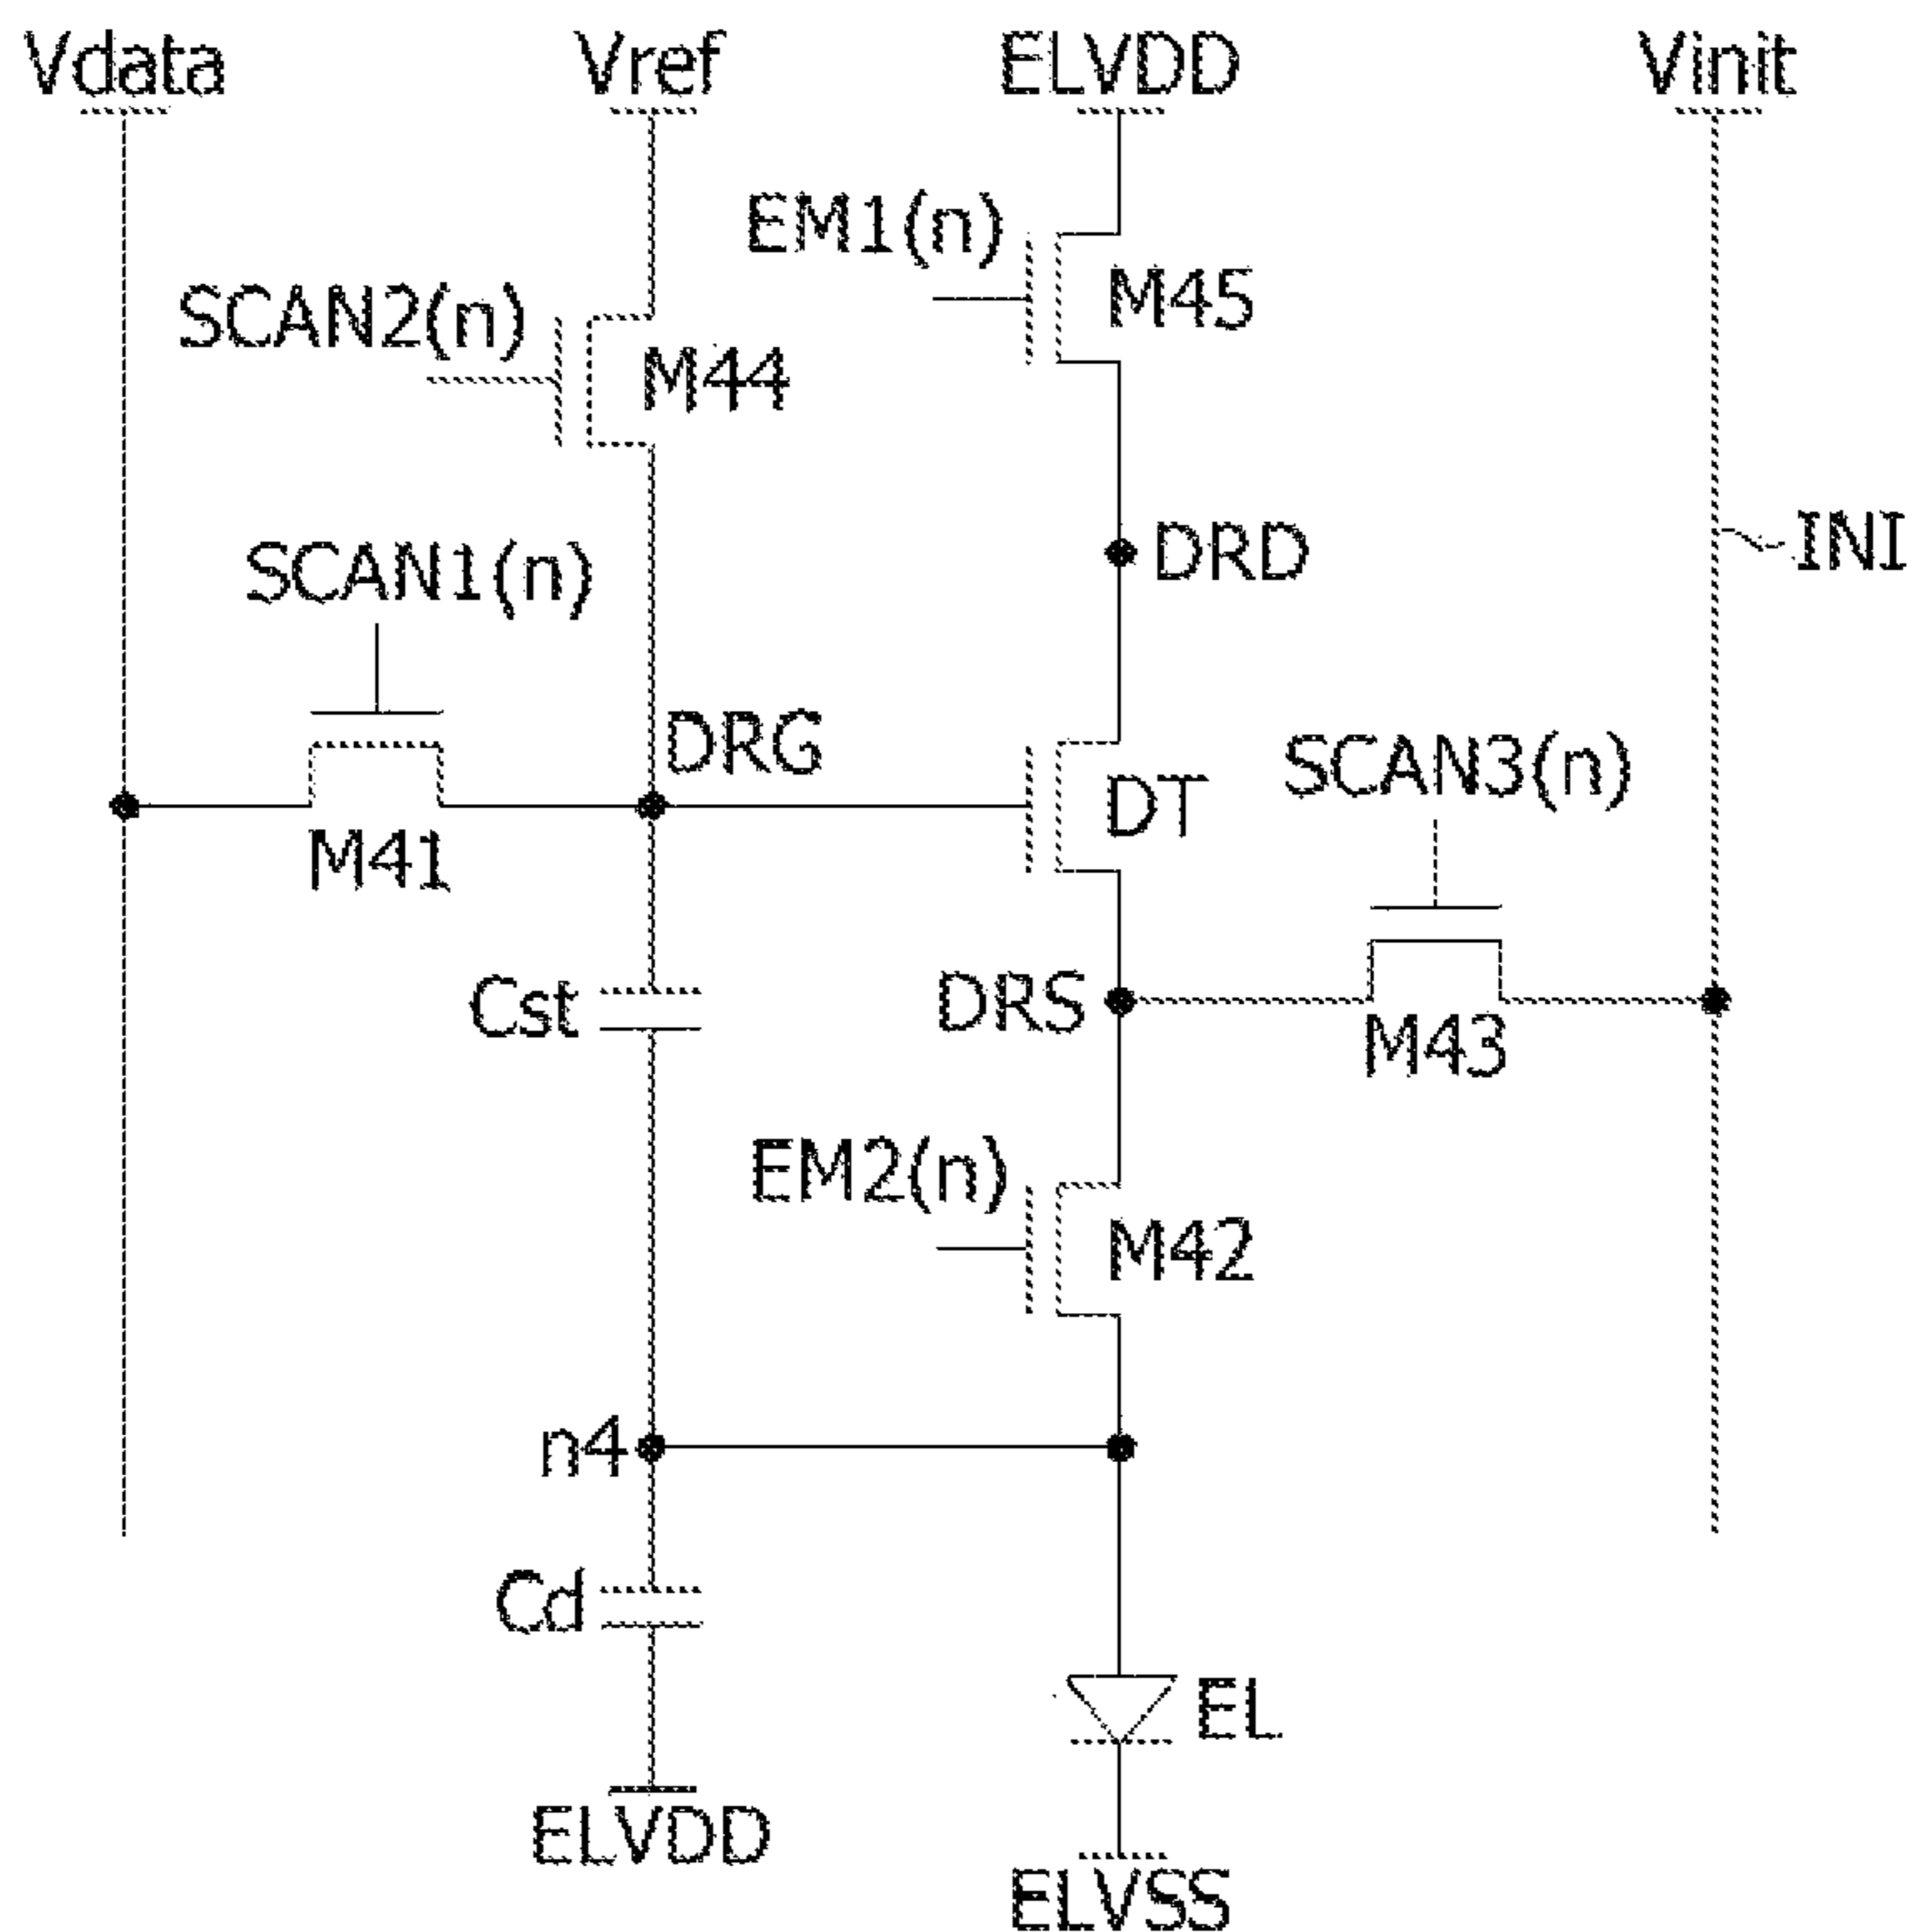 Vdata Vref ELVDD Vinit
EM1(n)
M45
SCAN2(n)
M44
DRD
INI
SCAN1(n)
DRG
DT
SCAN3(n)
M41
Cst
DRS
M43
EM2(n)
M42
n4
Cd
EL
ELVDD
ELVSS